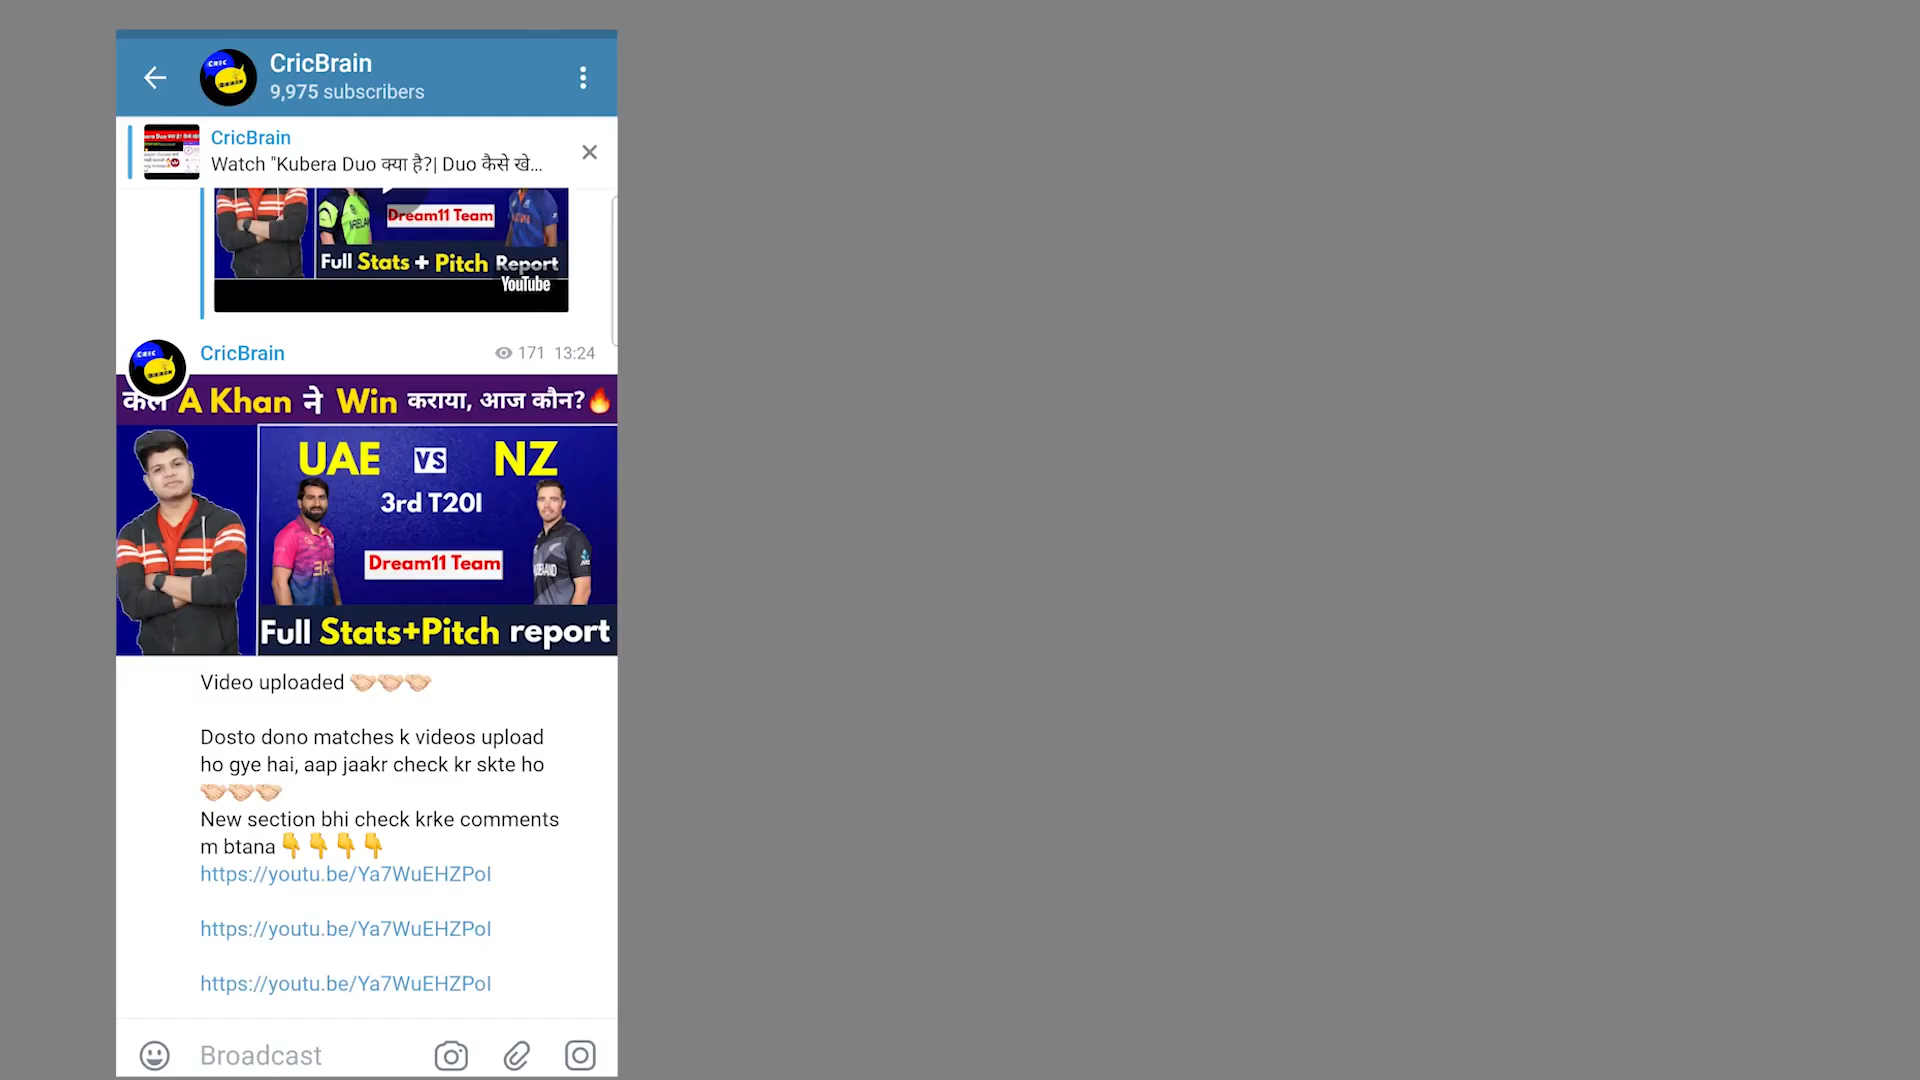 CricBrain
9,975 subscribers
CricBrain
Watch "Kubera Duo क्या है?| Duo कैसे खे...
Dream11 Team
Full Stats + Pitch Report
YouTube
CricBrain
171 13:24
CRIC
BRAIN
कल A Khan ने Win कराया, आज कौन?🔥
UAE VS NZ
3rd T20I
Dream11 Team
Full Stats+Pitch report
Video uploaded 🤝🏻🤝🏻🤝🏻
Dosto dono matches k videos upload
ho gye hai, aap jaakr check kr skte ho
🤝🏻🤝🏻🤝🏻
New section bhi check krke comments
m btana 👇👇👇👇
https://youtu.be/Ya7WuEHZPoI
https://youtu.be/Ya7WuEHZPoI
https://youtu.be/Ya7WuEHZPoI
Broadcast